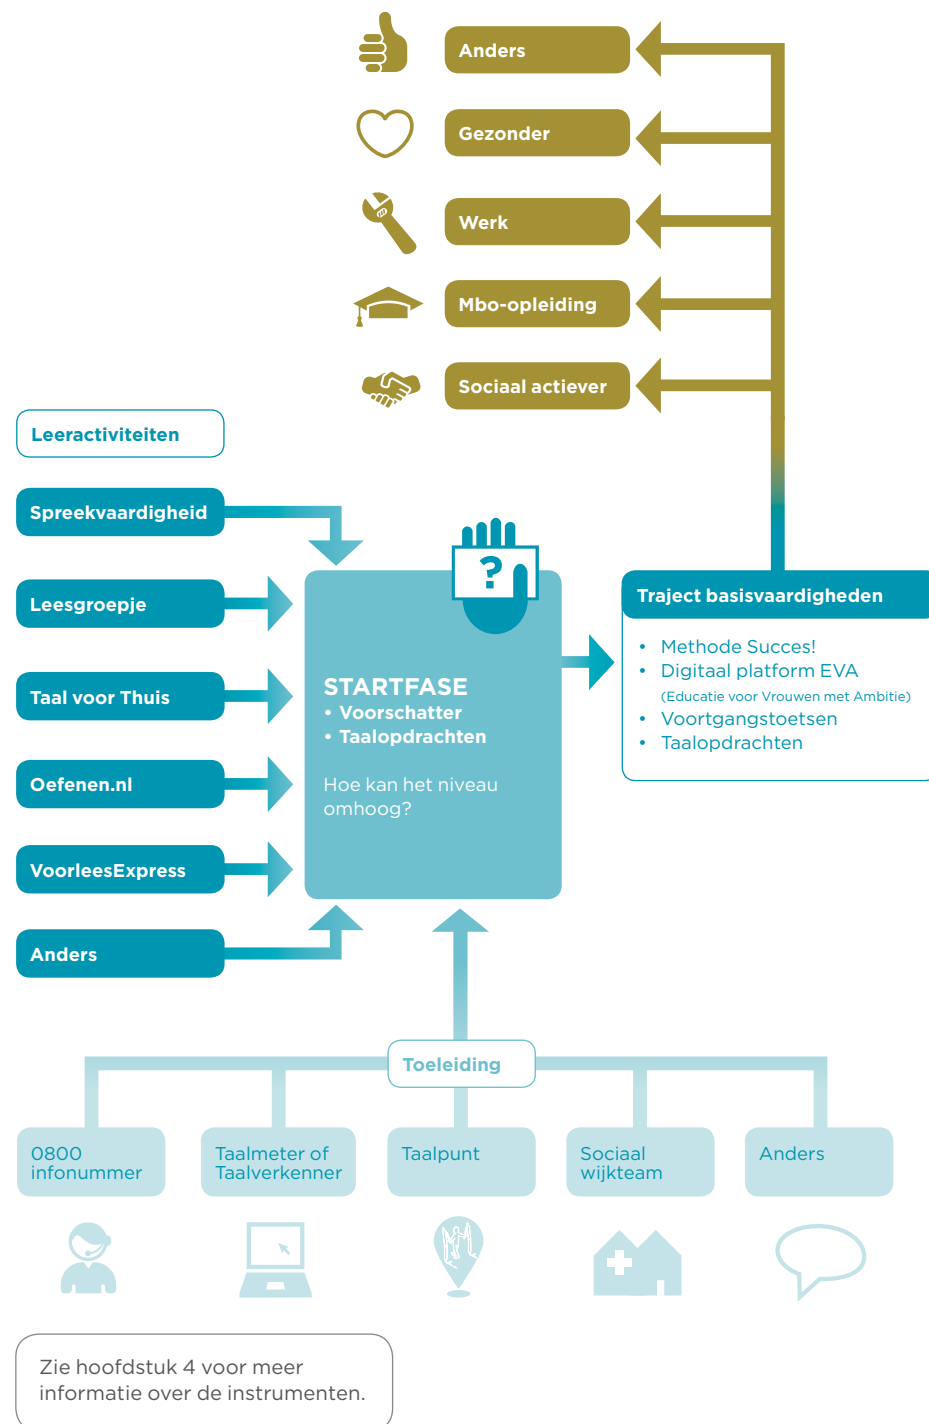 Anders
Gezonder
Werk
Mbo-opleiding
Sociaal actiever
Leeractiviteiten
Spreekvaardigheid
Leesgroepje
Taal voor Thuis
Oefenen.nl
VoorleesExpress
Anders
?
STARTFASE
• Voorschatter
• Taalopdrachten
Hoe kan het niveau
omhoog?
Traject basisvaardigheden
• Methode Succes!
• Digitaal platform EVA
(Educatie voor Vrouwen met Ambitie)
• Voortgangstoetsen
• Taalopdrachten
Toeleiding
0800
infonummer
Taalmeter of
Taalverkenner
Taalpunt
Sociaal
wijkteam
Anders
Zie hoofdstuk 4 voor meer
informatie over de instrumenten.